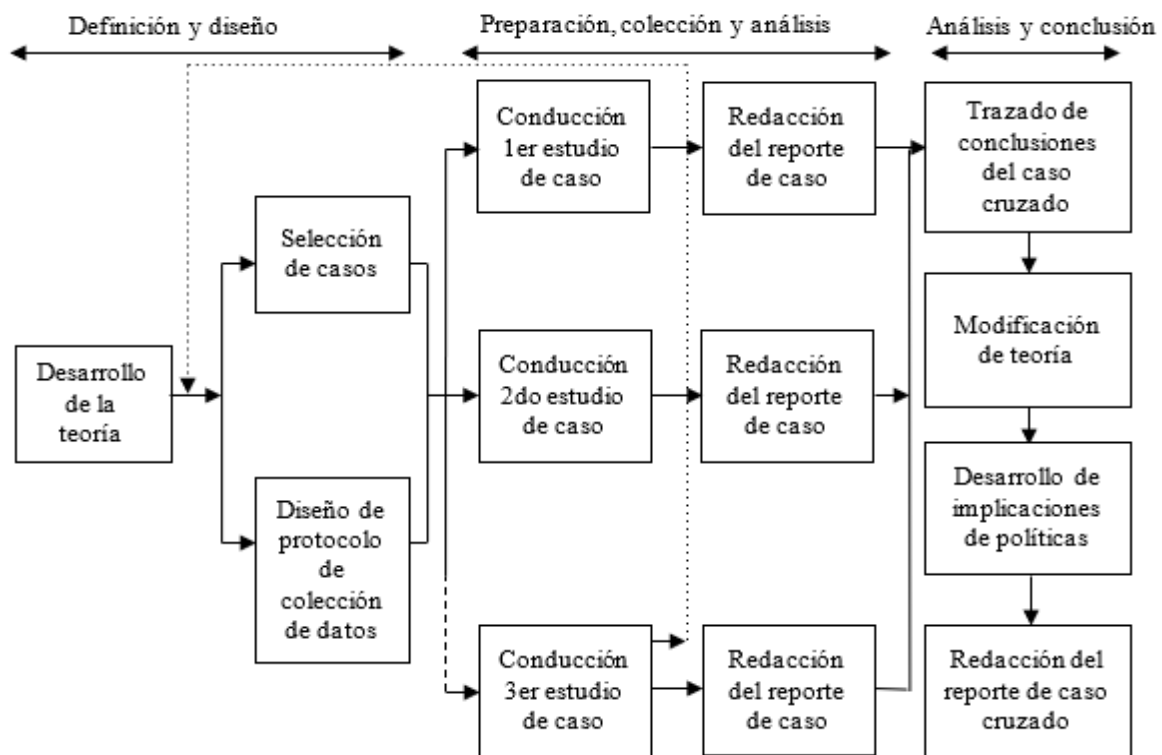 Definición y diseño
Preparación, colección y análisis
Análisis y conclusión
Desarrollo
de la
teoría
Selección
de casos
Diseño de
protocolo
de
colección
de datos
Conducción
1er estudio
de caso
Redacción
del reporte
de caso
Conducción
2do estudio
de caso
Redacción
del reporte
de caso
Conducción
3er estudio
de caso
Redacción
del reporte
de caso
Trazado de
conclusiones
del caso
cruzado
Modificación
de teoría
Desarrollo de
implicaciones
de políticas
Redacción del
reporte de caso
cruzado